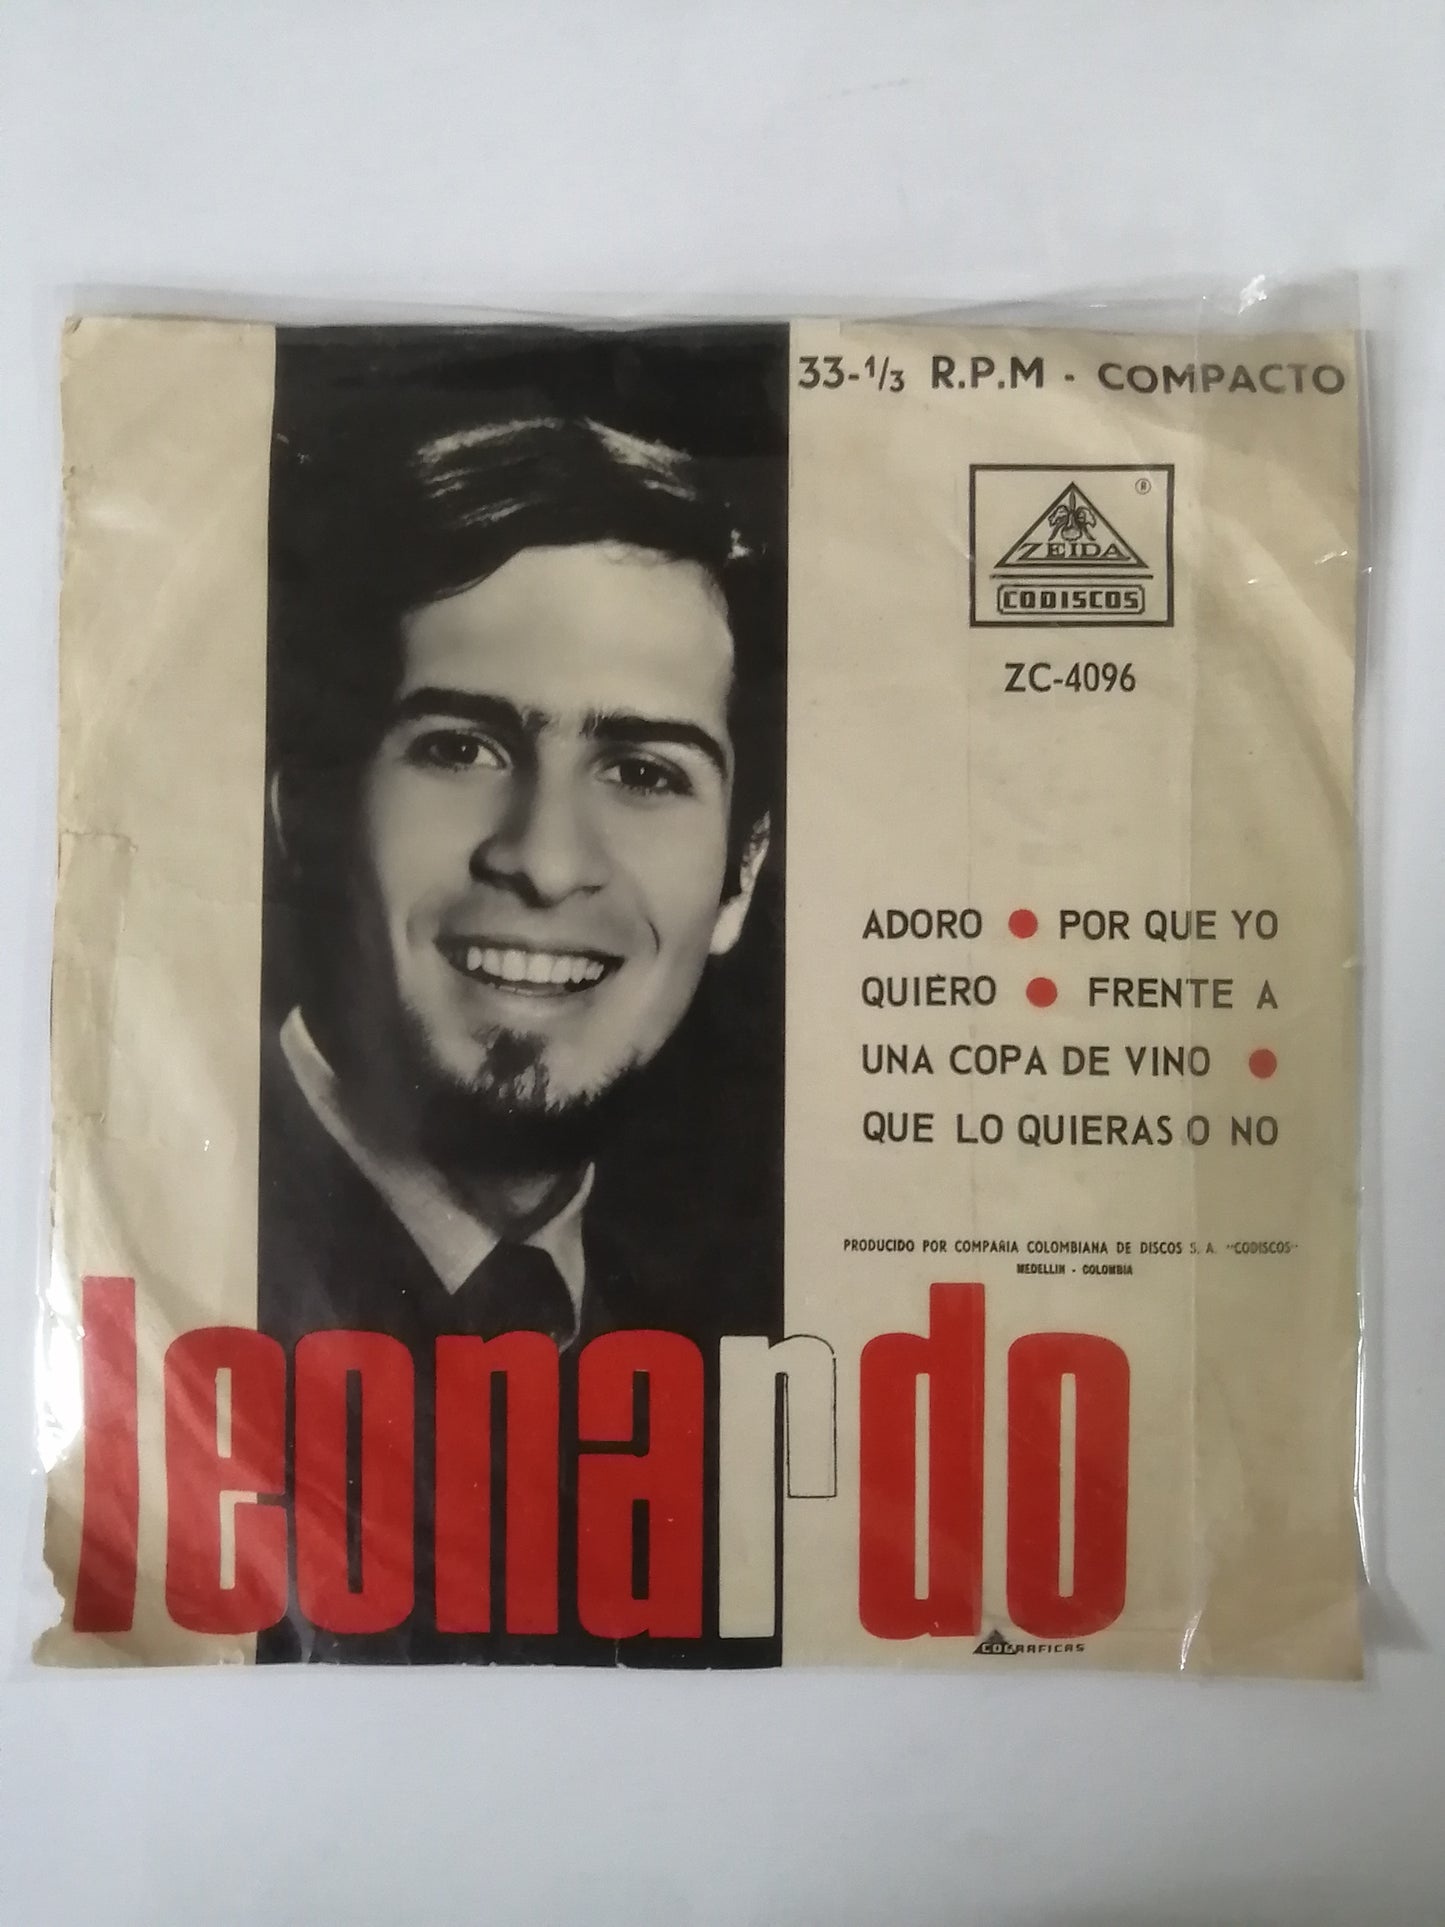 33-1/3 R.P.M - COMPACTO
ZEIDA ®
CODISCOS
ZC-4096
ADORO ● POR QUE YO
QUIERO ● FRENTE A
UNA COPA DE VINO ●
QUE LO QUIERAS O NO
PRODUCIDO POR COMPAÑIA COLOMBIANA DE DISCOS S. A. "CODISCOS"
MEDELLIN - COLOMBIA
leonardo
COGRAFICAS